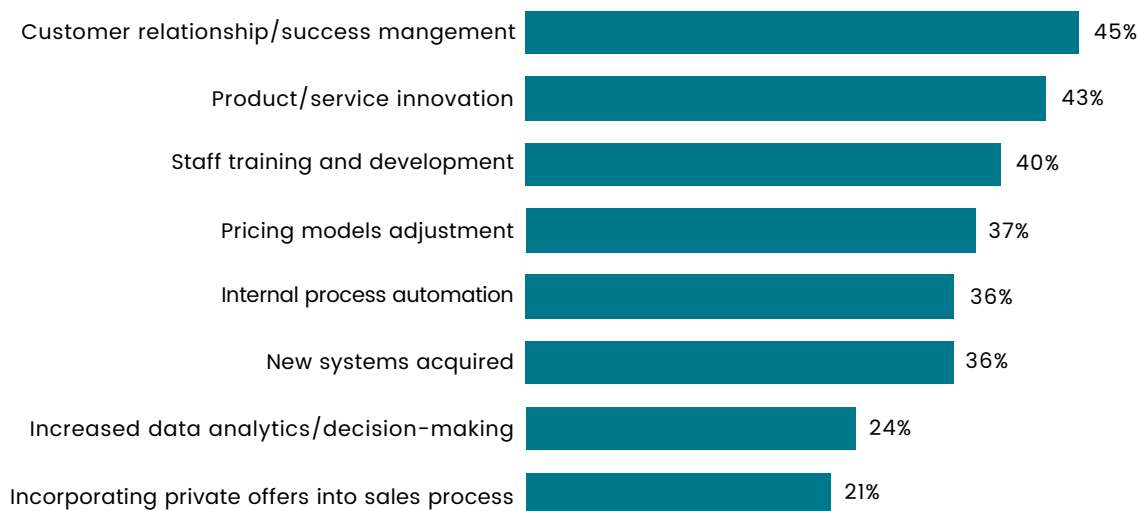 Customer relationship/success mangement 45%
Product/service innovation 43%
Staff training and development 40%
Pricing models adjustment 37%
Internal process automation 36%
New systems acquired 36%
Increased data analytics/decision-making 24%
Incorporating private offers into sales process 21%